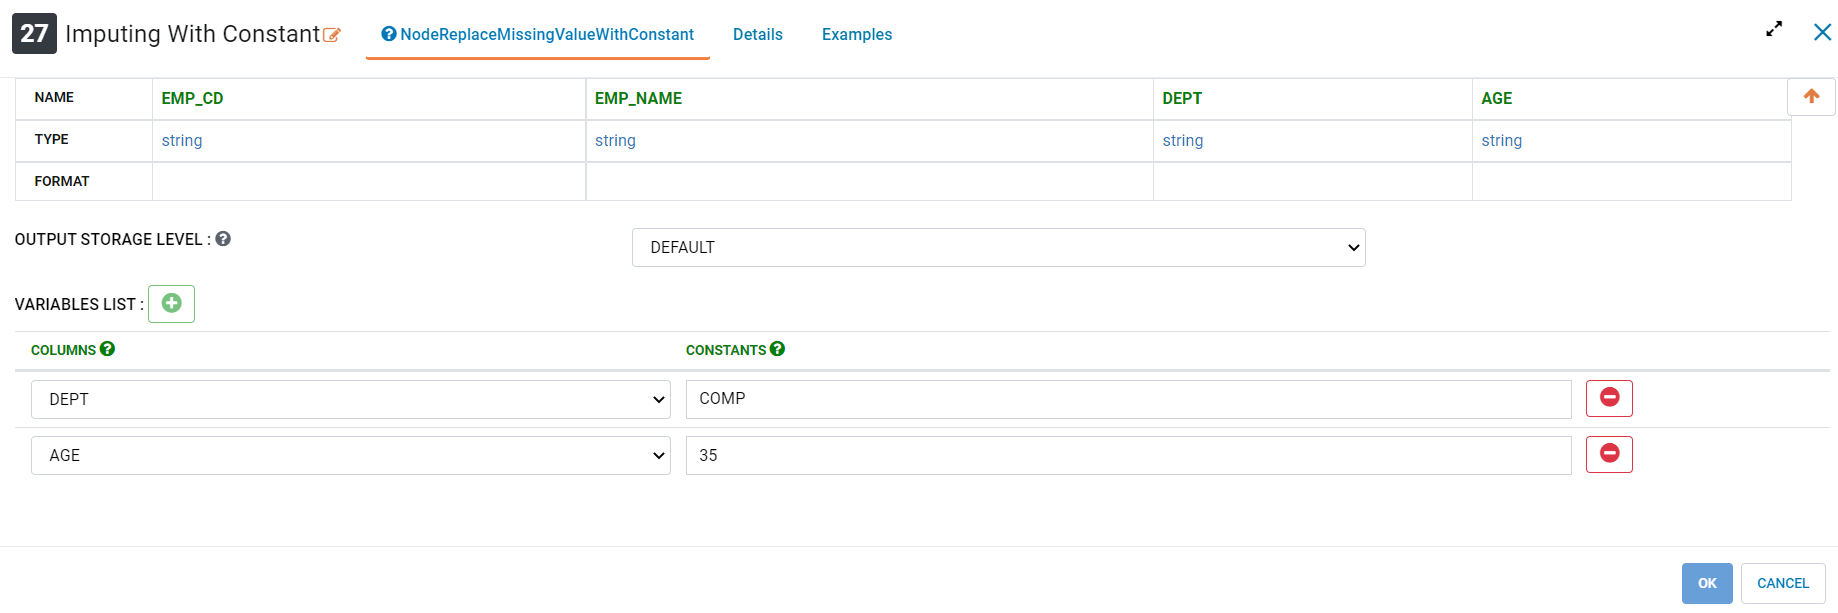 27 Imputing With Constant NodeReplaceMissingValueWithConstant Details Examples
NAME EMP_CD EMP_NAME DEPT AGE
TYPE string string string string
FORMAT
OUTPUT STORAGE LEVEL : DEFAULT
VARIABLES LIST :
COLUMNS CONSTANTS
DEPT COMP
AGE 35
OK CANCEL